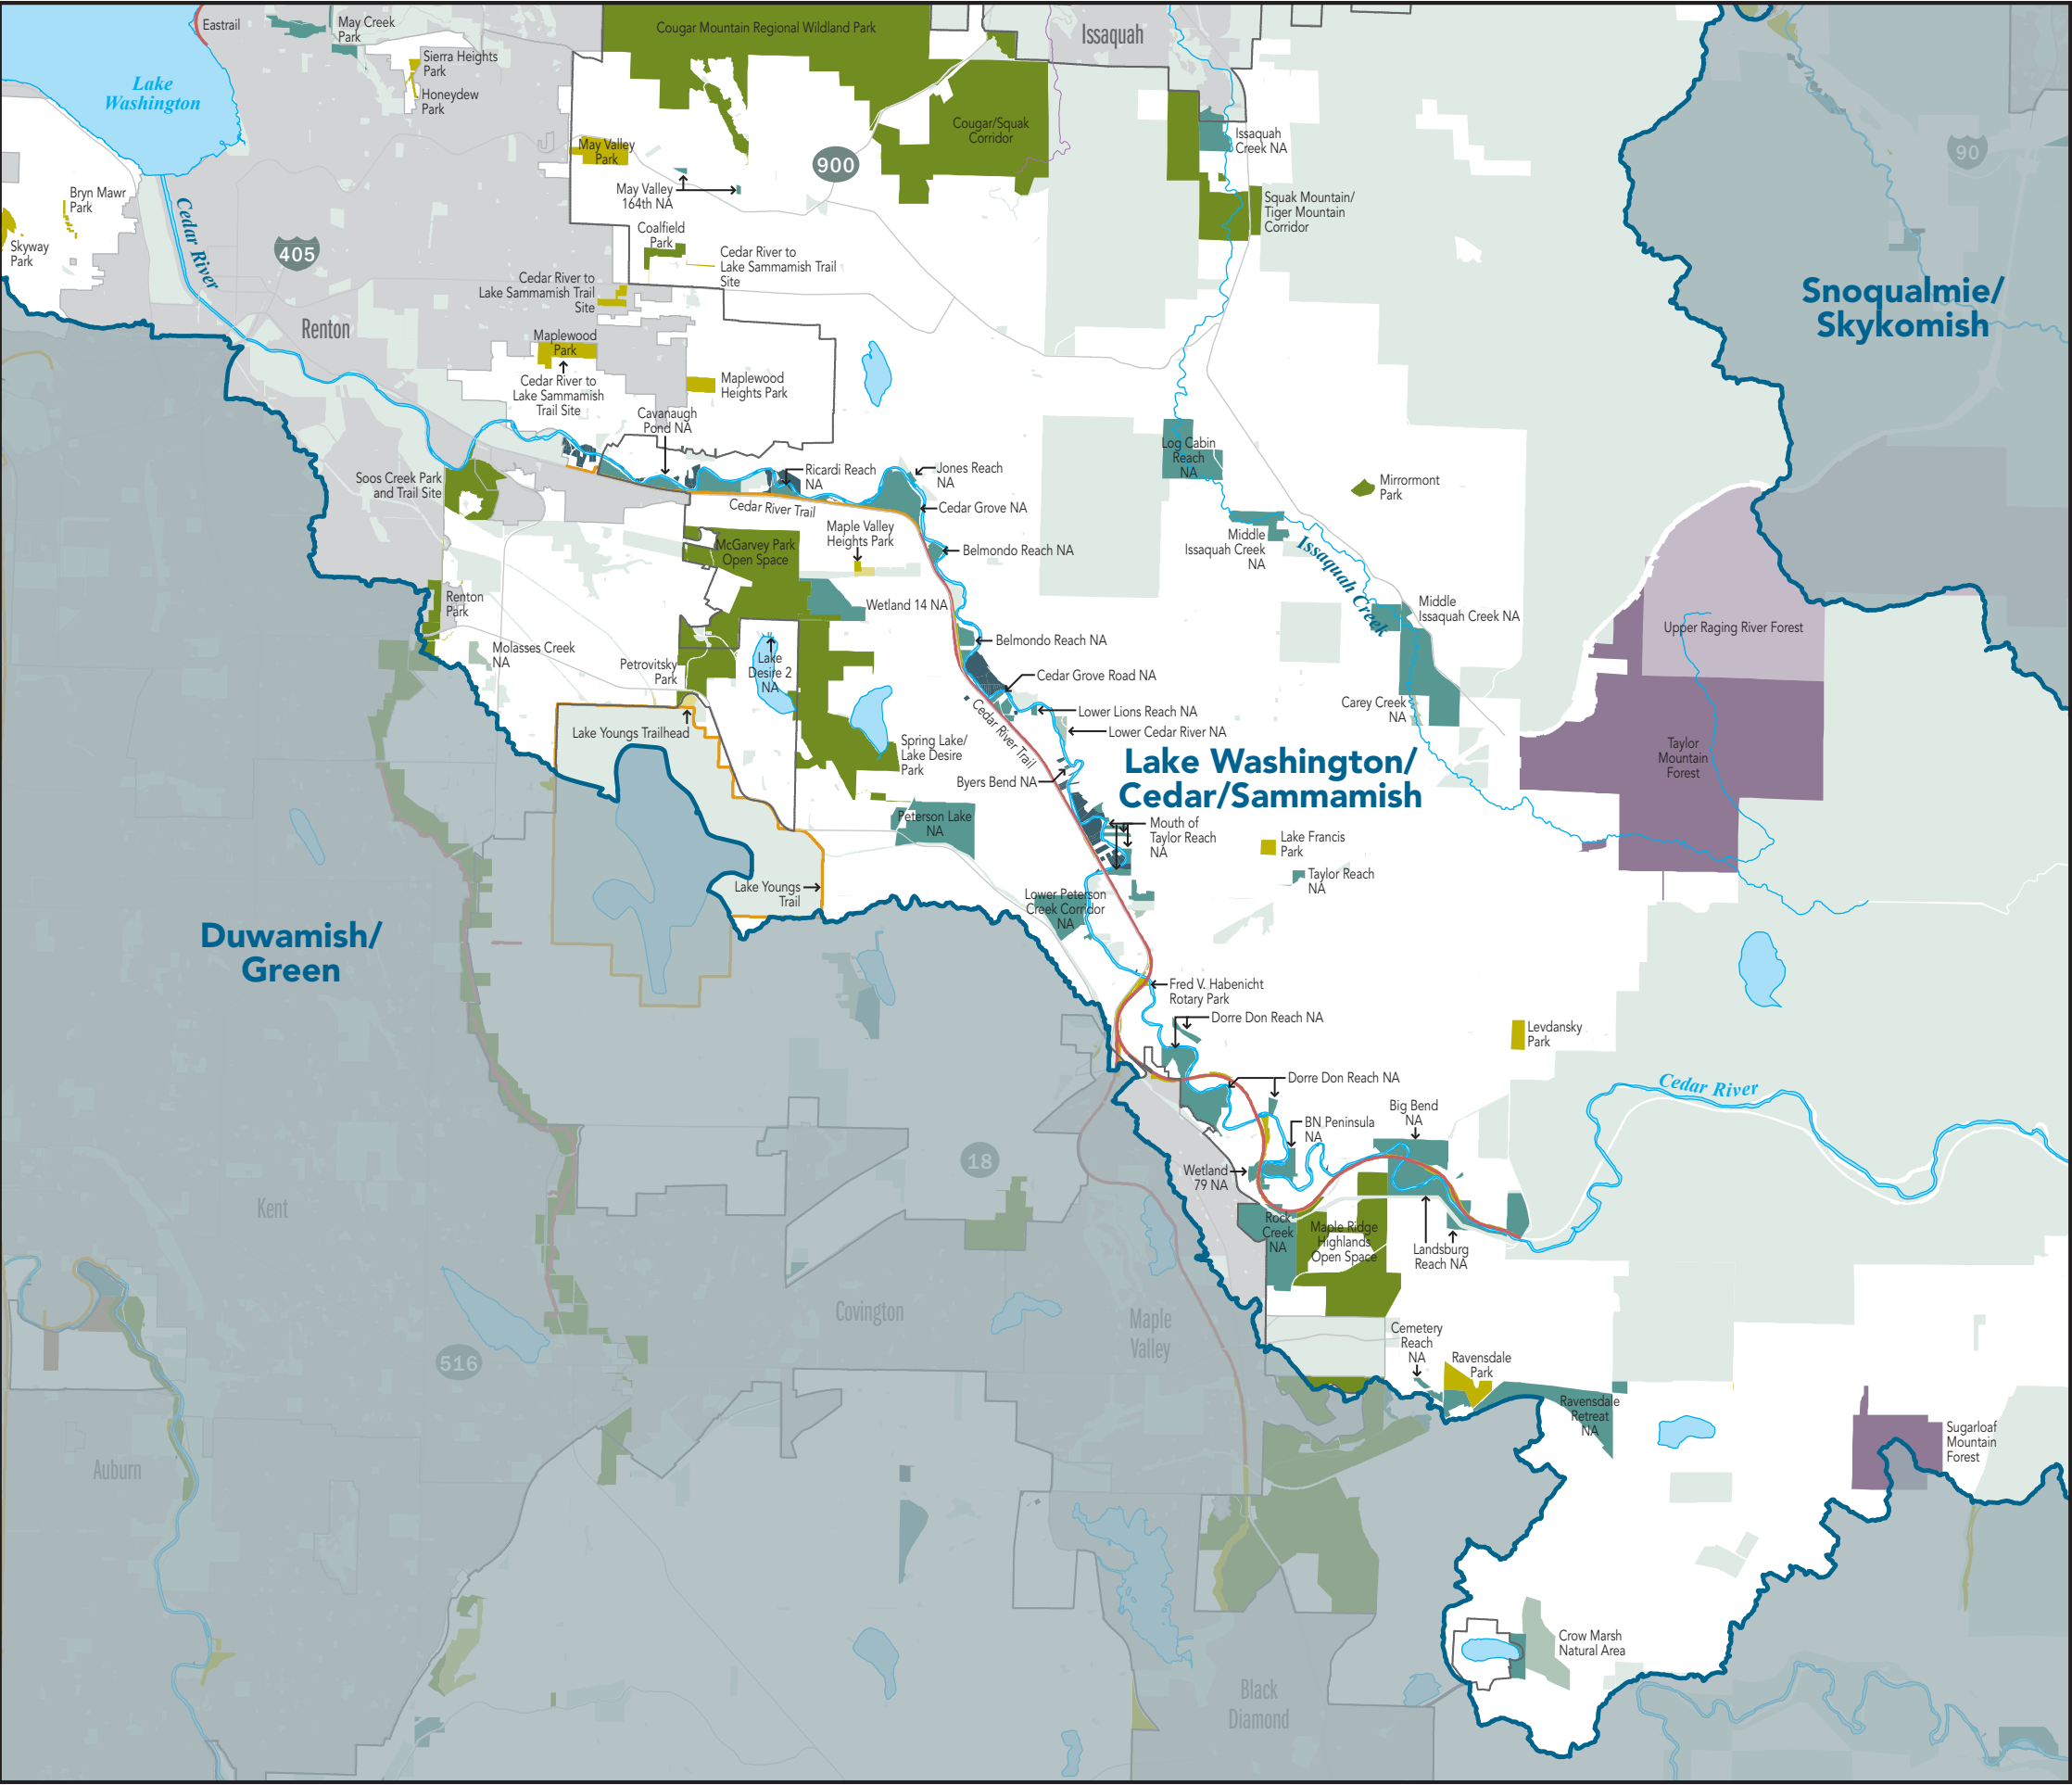 Eastrail
May Creek
Park
Cougar Mountain Regional Wildland Park
Issaquah
Sierra Heights
Park
Honeydew
Park
Lake
Washington
Cougar/Squak
Corridor
Issaquah
Creek NA
May Valley
Park
900
90
May Valley
164th NA
Bryn Mawr
Park
Squak Mountain/
Tiger Mountain
Corridor
Skyway
Park
Cedar River
405
Coalfield
Park
Cedar River to
Lake Sammamish Trail
Site
Cedar River to
Lake Sammamish Trail
Site
Snoqualmie/
Skykomish
Renton
Maplewood
Park
Cedar River to
Lake Sammamish
Trail Site
Maplewood
Heights Park
Cavanaugh
Pond NA
Log Cabin
Reach
NA
Soos Creek Park
and Trail Site
Ricardi Reach
NA
Jones Reach
NA
Mirrormont
Park
Cedar River Trail
Cedar Grove NA
Maple Valley
Heights Park
McGarvey Park
Open Space
Belmondo Reach NA
Middle
Issaquah Creek
NA
Issaquah Creek
Renton
Park
Wetland 14 NA
Middle
Issaquah Creek NA
Upper Raging River Forest
Molasses Creek
NA
Belmondo Reach NA
Petrovitsky
Park
Lake
Desire 2
NA
Cedar Grove Road NA
Carey Creek
NA
Lower Lions Reach NA
Lower Cedar River NA
Cedar River Trail
Lake Youngs Trailhead
Spring Lake/
Lake Desire
Park
Taylor
Mountain
Forest
Lake Washington/
Cedar/Sammamish
Byers Bend NA
Peterson Lake
NA
Mouth of
Taylor Reach
NA
Lake Francis
Park
Taylor Reach
NA
Lake Youngs
Trail
Lower Peterson
Creek Corridor
NA
Duwamish/
Green
Fred V. Habenicht
Rotary Park
Dorre Don Reach NA
Levdansky
Park
Dorre Don Reach NA
Cedar River
Big Bend
NA
BN Peninsula
NA
18
Wetland
79 NA
Kent
Rock
Creek
NA
Maple Ridge
Highlands
Open Space
Landsburg
Reach NA
Covington
Maple
Valley
516
Cemetery
Reach
NA
Ravensdale
Park
Ravensdale
Retreat
NA
Sugarloaf
Mountain
Forest
Auburn
Crow Marsh
Natural Area
Black
Diamond